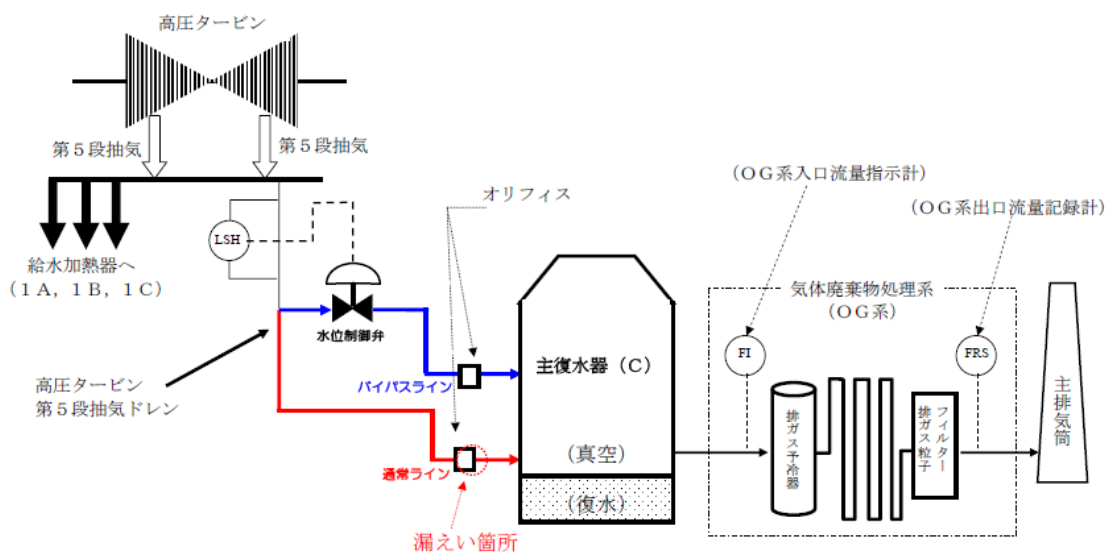 高圧タービン
第５段抽気
第５段抽気
LSH
給水加熱器へ
（１A，１B，１C）
水位制御弁
高圧タービン
第５段抽気ドレン
オリフィス
バイパスライン
通常ライン
漏えい箇所
主復水器（C）
（真空）
（復水）
（ＯＧ系入口流量指示計）
（ＯＧ系出口流量記録計）
気体廃棄物処理系
（ＯＧ系）
FI
FRS
排ガス予冷器
排ガス粒子
フィルター
主排気筒